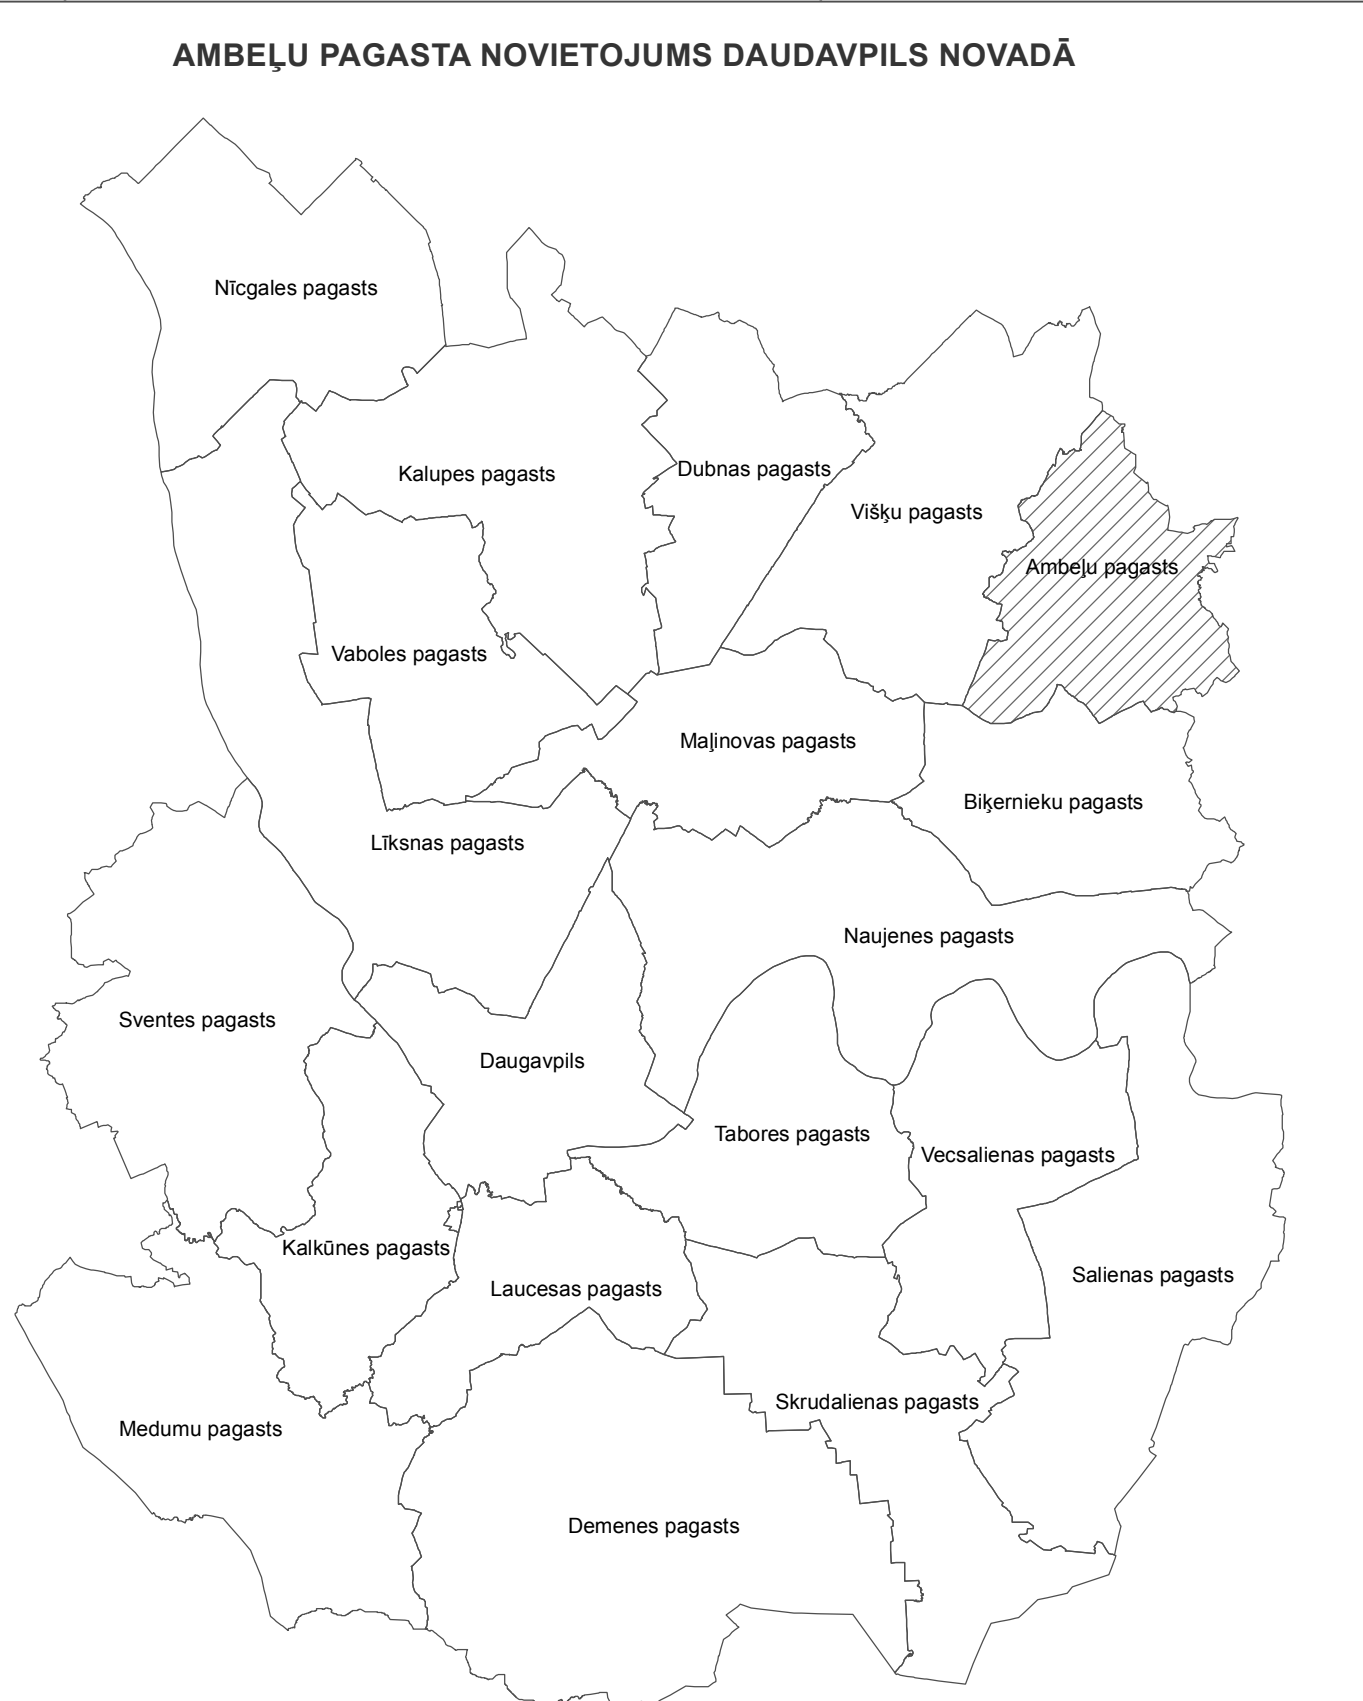 AMBEĻU PAGASTA NOVIETOJUMS DAUDAVPILS NOVADĀ
Nīcgales pagasts
Kalupes pagasts
Dubnas pagasts
Višķu pagasts
Ambeļu pagasts
Vaboles pagasts
Maļinovas pagasts
Biķernieku pagasts
Līksnas pagasts
Naujenes pagasts
Sventes pagasts
Daugavpils
Tabores pagasts
Vecsalienas pagasts
Kalkūnes pagasts
Laucesas pagasts
Salienas pagasts
Skrudalienas pagasts
Medumu pagasts
Demenes pagasts